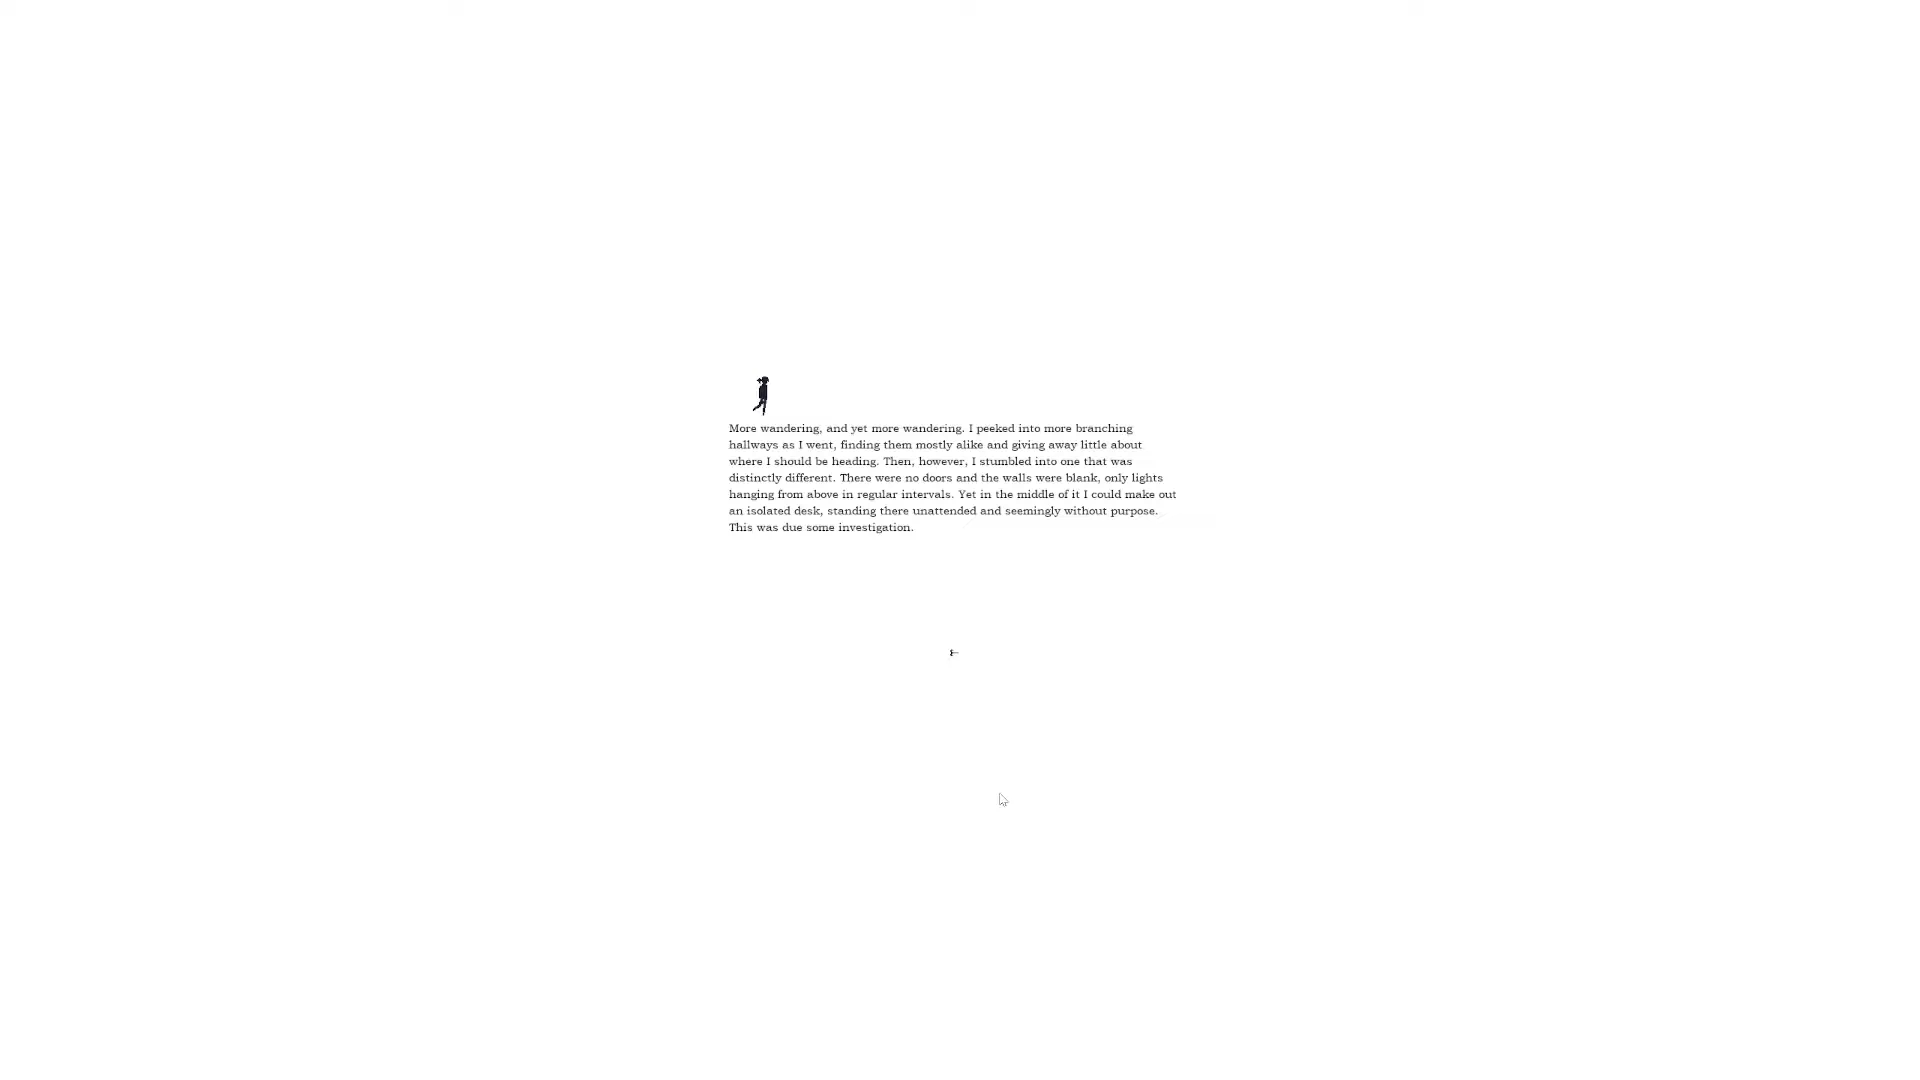 More wandering, and yet more wandering. I peeked into more branching
hallways as I went, finding them mostly alike and giving away little about
where I should be heading. Then, however, I stumbled into one that was
distinctly different. There were no doors and the walls were blank, only lights
hanging from above in regular intervals. Yet in the middle of it I could make out
an isolated desk, standing there unattended and seemingly without purpose.
This was due some investigation.